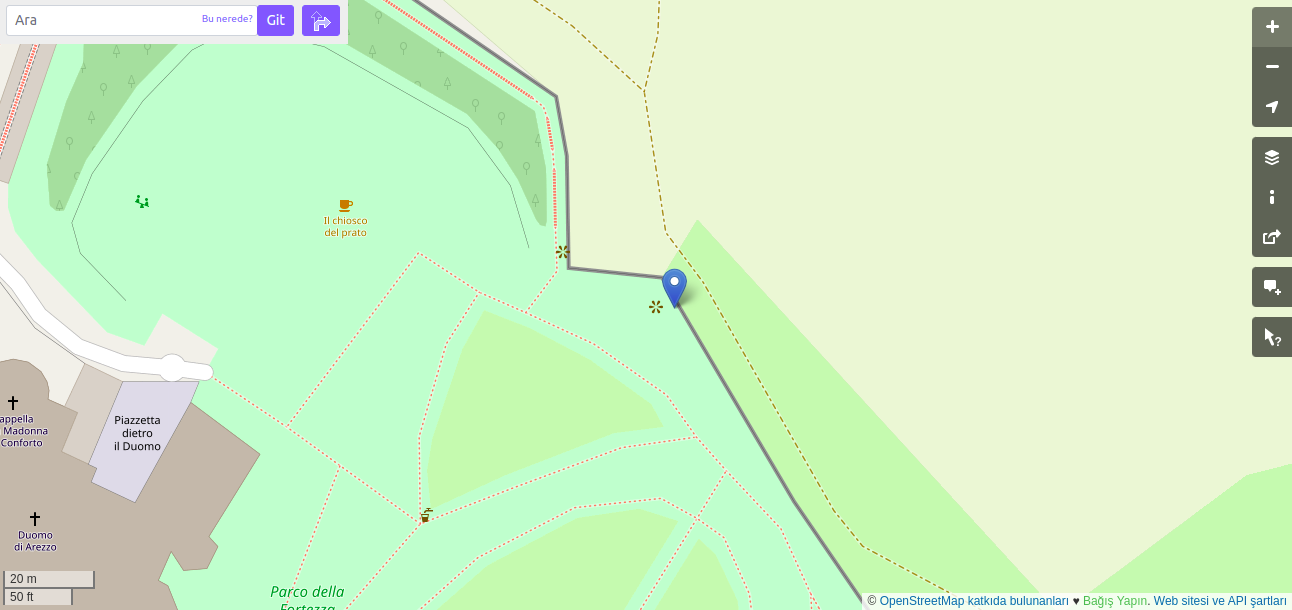 Ara
Bu nerede?
Git
Il chiosco
del prato
Piazzetta
dietro
il Duomo
appella
Madonna
Conforto
Duomo
di Arezzo
Parco della
Fortezza
20 m
50 ft
© OpenStreetMap katkıda bulunanları ♥ Bağış Yapın. Web sitesi ve API şartları